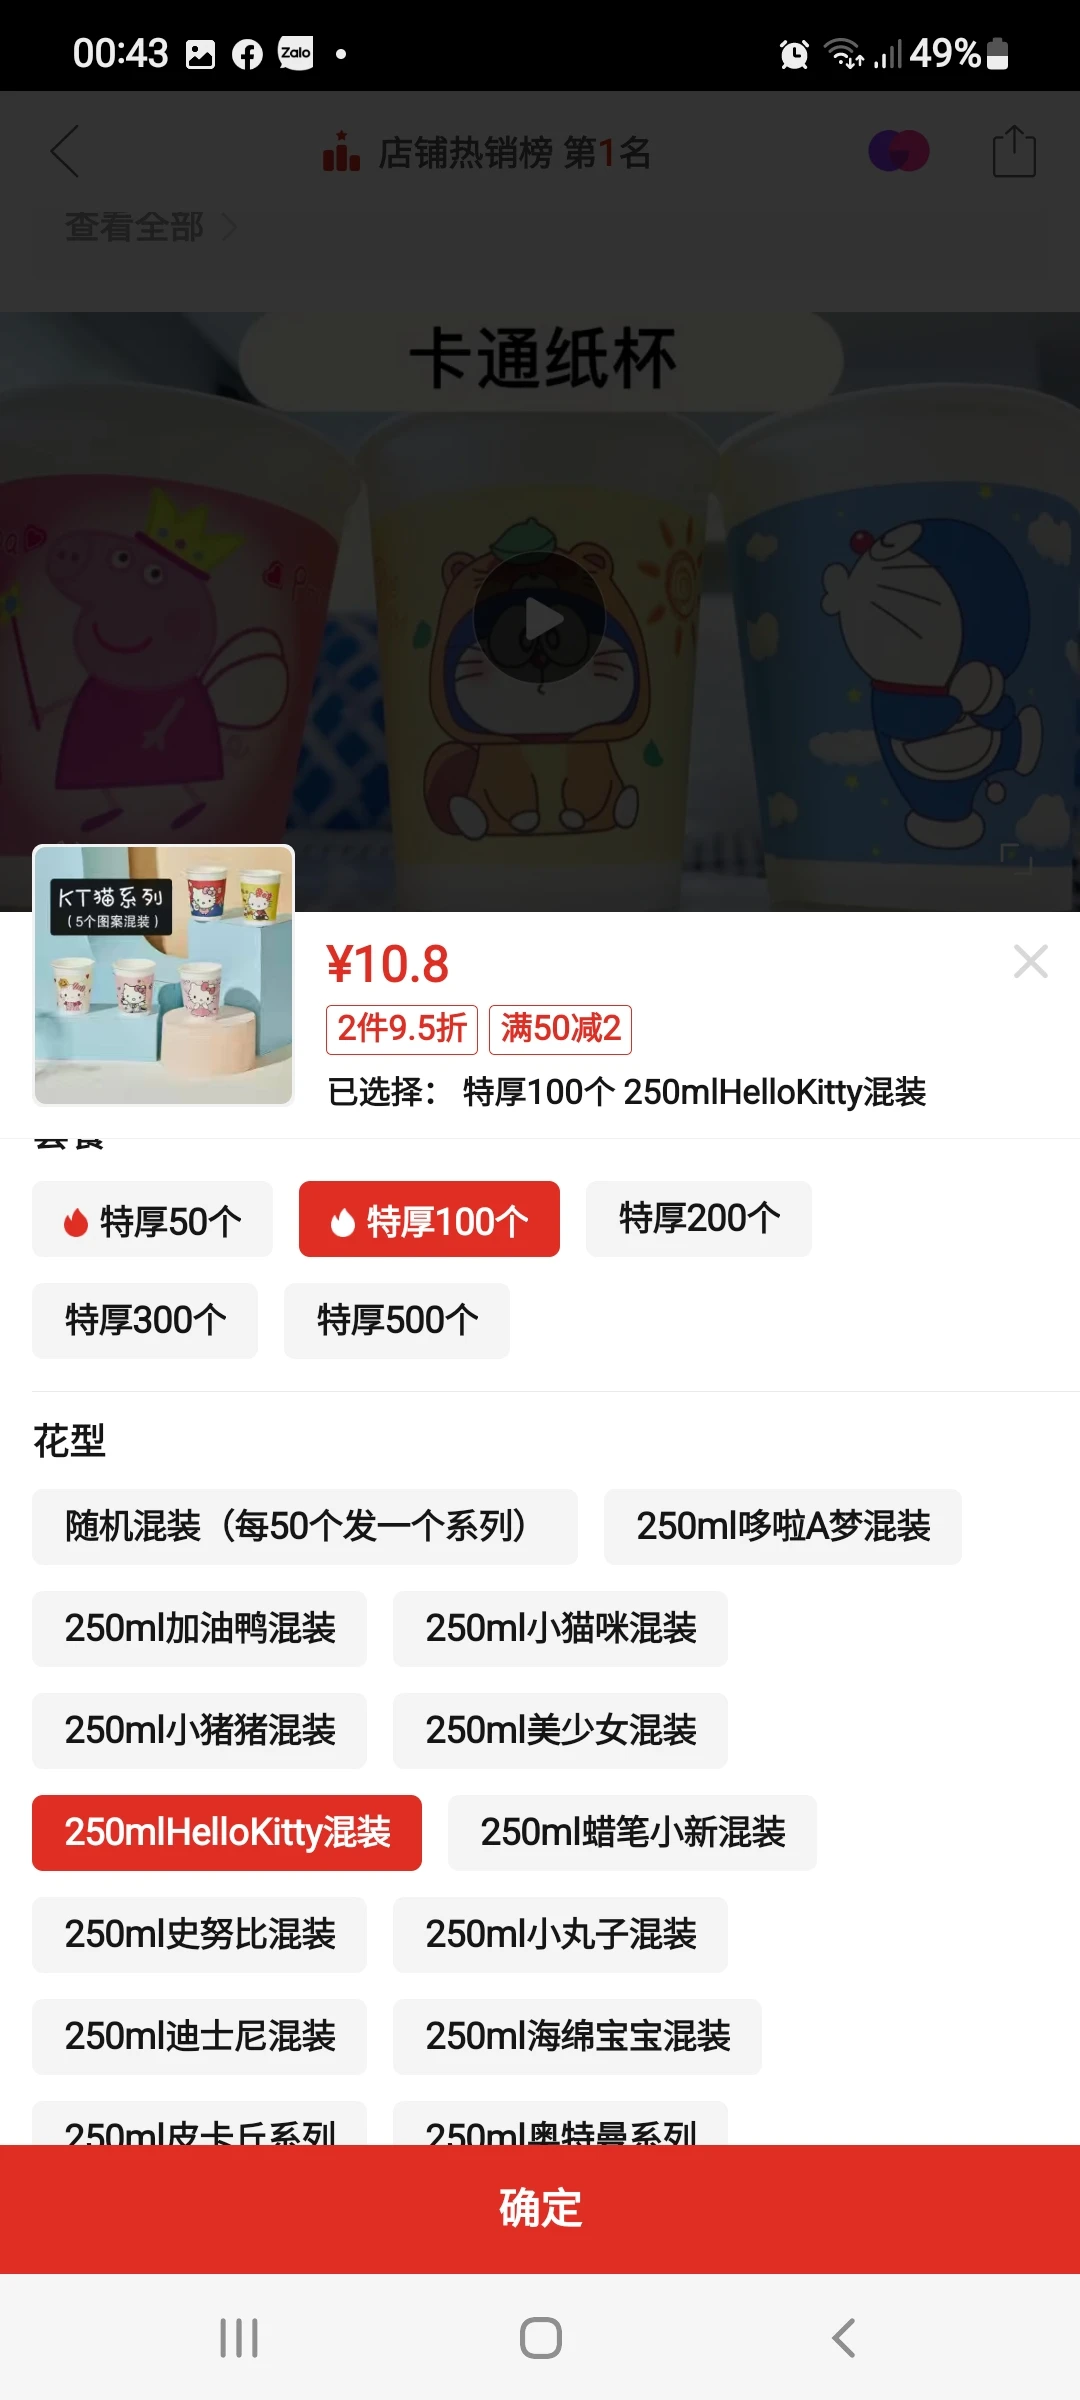 00:43 Zalo 49%
店铺热销榜 第1名
查看全部
卡通纸杯
KT猫系列
（5个图案混装）
¥10.8
2件9.5折 满50减2
已选择： 特厚100个 250mlHelloKitty混装
套餐
特厚50个 特厚100个 特厚200个
特厚300个 特厚500个
花型
随机混装（每50个发一个系列） 250ml哆啦A梦混装
250ml加油鸭混装 250ml小猫咪混装
250ml小猪猪混装 250ml美少女混装
250mlHelloKitty混装 250ml蜡笔小新混装
250ml史努比混装 250ml小丸子混装
250ml迪士尼混装 250ml海绵宝宝混装
250ml皮卡丘系列 250ml奥特曼系列
确定